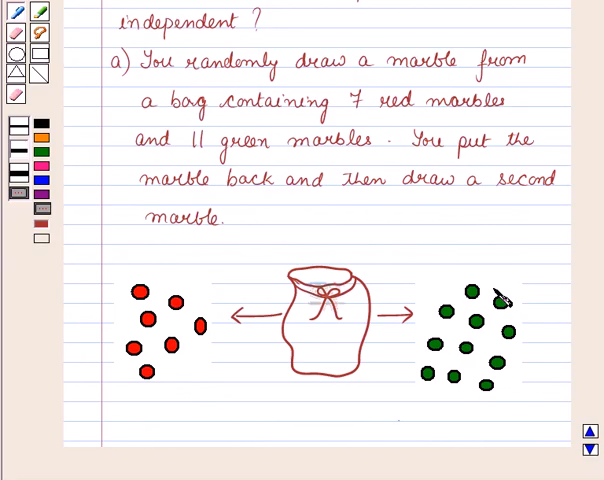 independent ?
a) You randomly draw a marble from
a bag containing 7 red marbles
and 11 green marbles. You put the
marble back and then draw a second
marble.